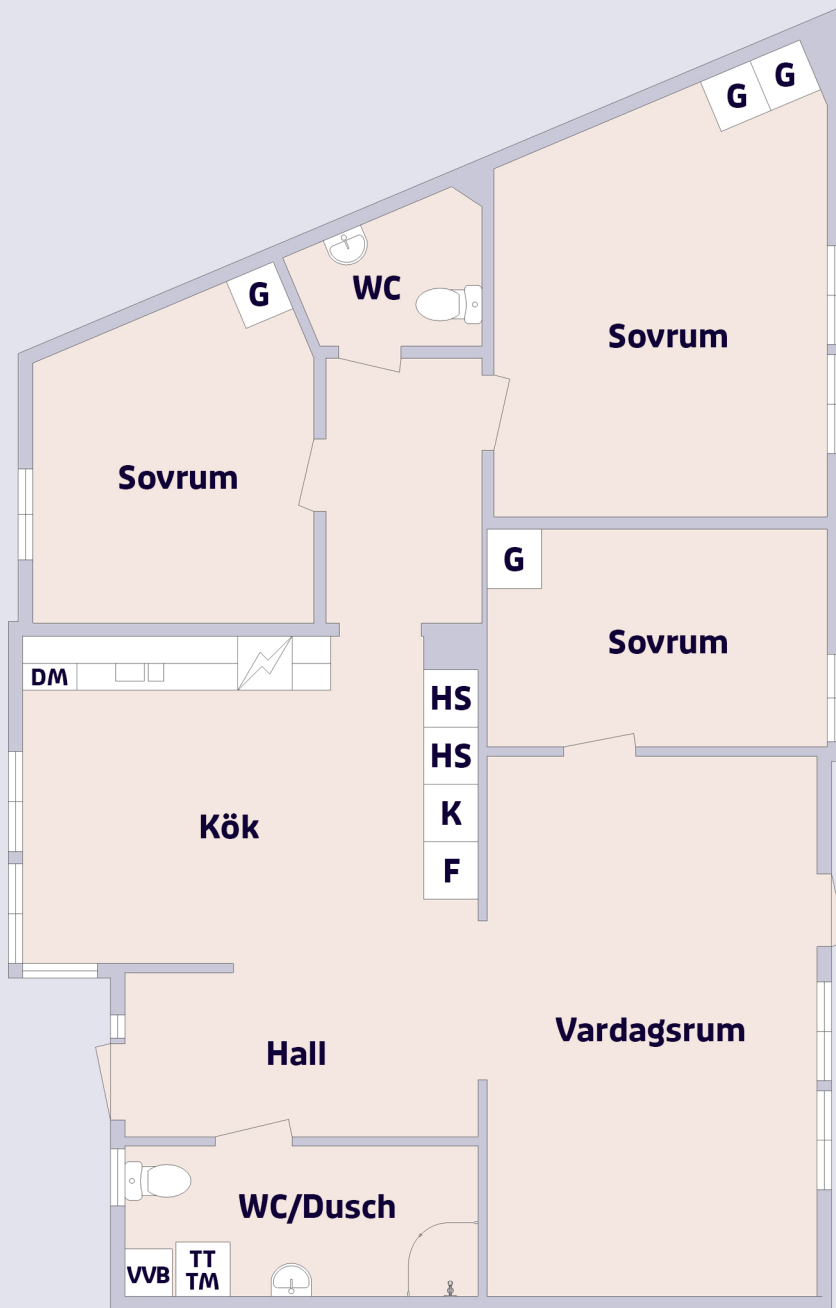 G
G
G
WC
Sovrum
Sovrum
G
Sovrum
DM
HS
HS
K
F
Kök
Vardagsrum
Hall
WC/Dusch
VVB
TT
TM